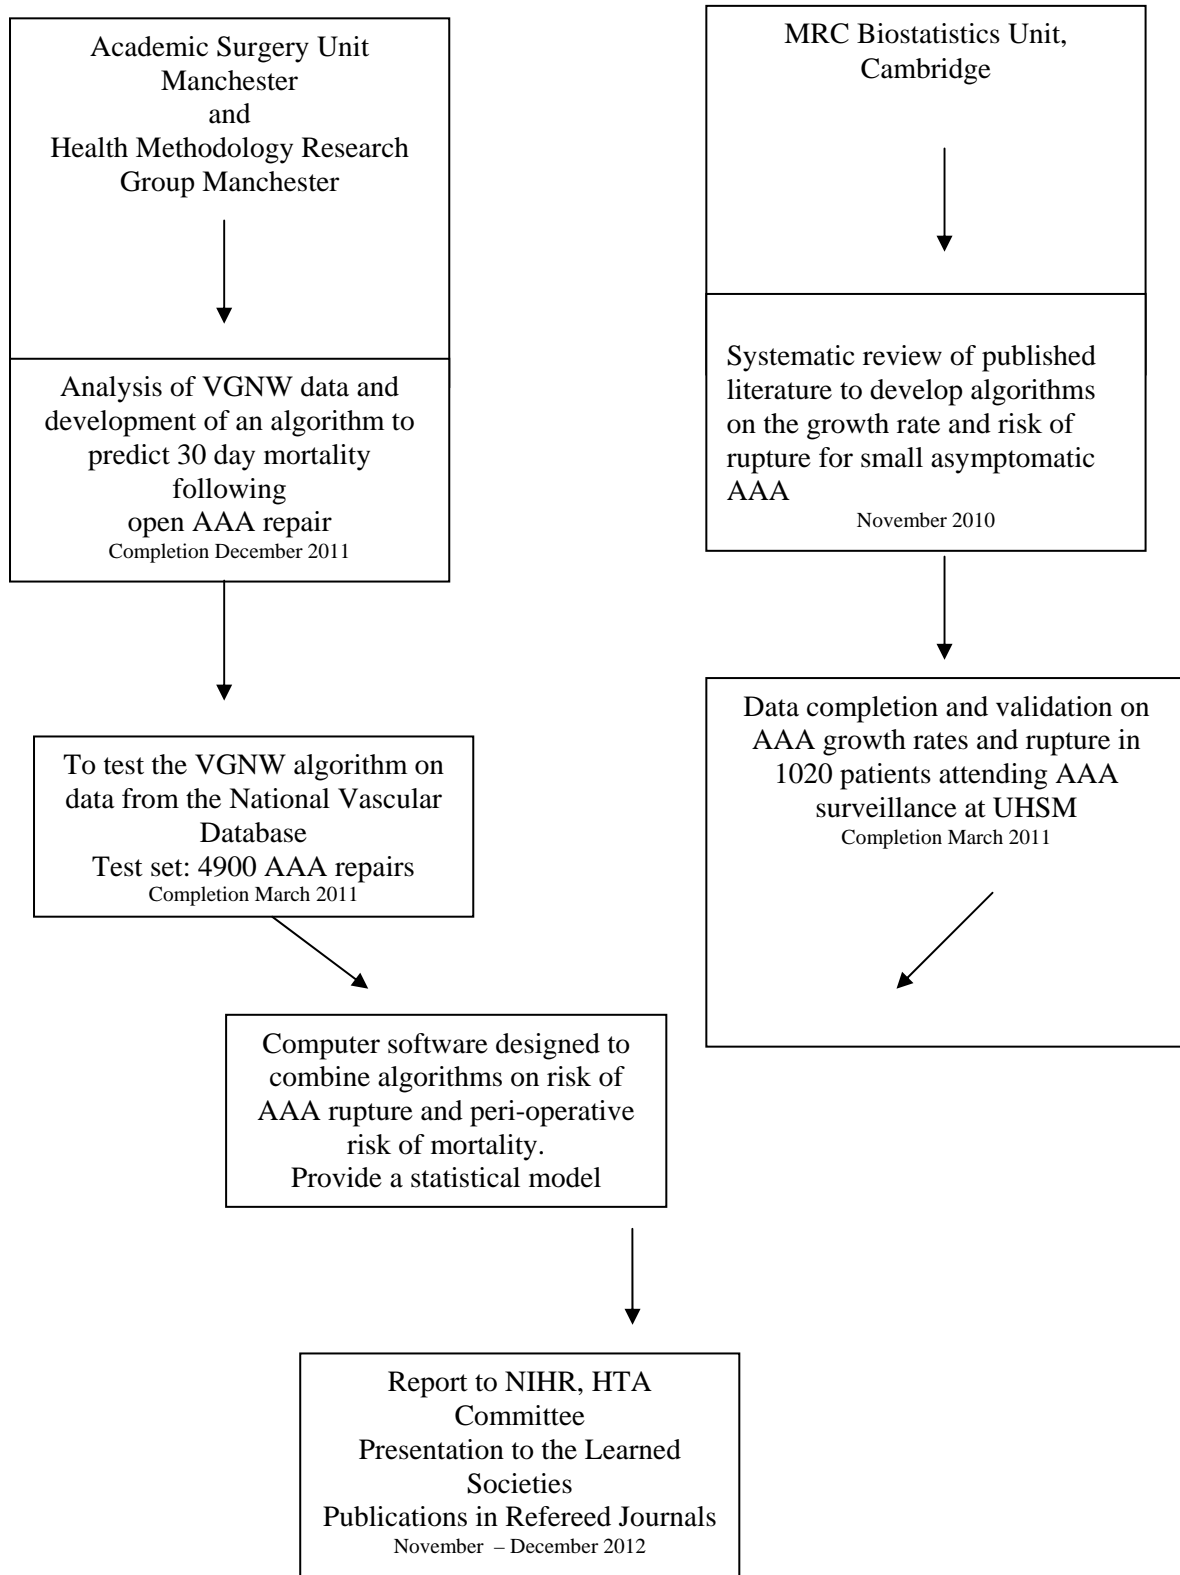 Academic Surgery Unit
Manchester
and
Health Methodology Research
Group Manchester
Analysis of VGNW data and
development of an algorithm to
predict 30 day mortality
following
open AAA repair
Completion December 2011
To test the VGNW algorithm on
data from the National Vascular
Database
Test set: 4900 AAA repairs
Completion March 2011
MRC Biostatistics Unit,
Cambridge
Systematic review of published
literature to develop algorithms
on the growth rate and risk of
rupture for small asymptomatic
AAA
November 2010
Data completion and validation on
AAA growth rates and rupture in
1020 patients attending AAA
surveillance at UHSM
Completion March 2011
Computer software designed to
combine algorithms on risk of
AAA rupture and peri-operative
risk of mortality.
Provide a statistical model
Report to NIHR, HTA
Committee
Presentation to the Learned
Societies
Publications in Refereed Journals
November – December 2012